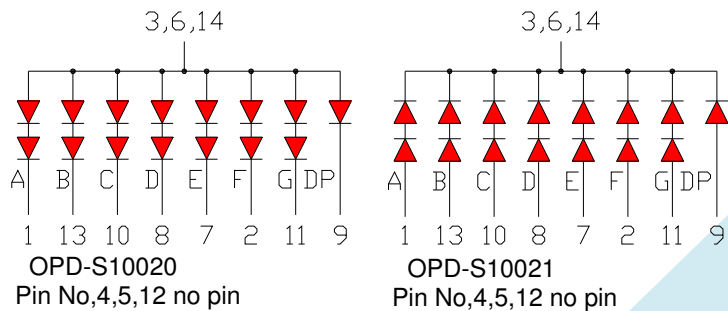 3,6,14
A B C D E F G DP
1 13 10 8 7 2 11 9
OPD-S10020
Pin No,4,5,12 no pin
3,6,14
A B C D E F G DP
1 13 10 8 7 2 11 9
OPD-S10021
Pin No,4,5,12 no pin